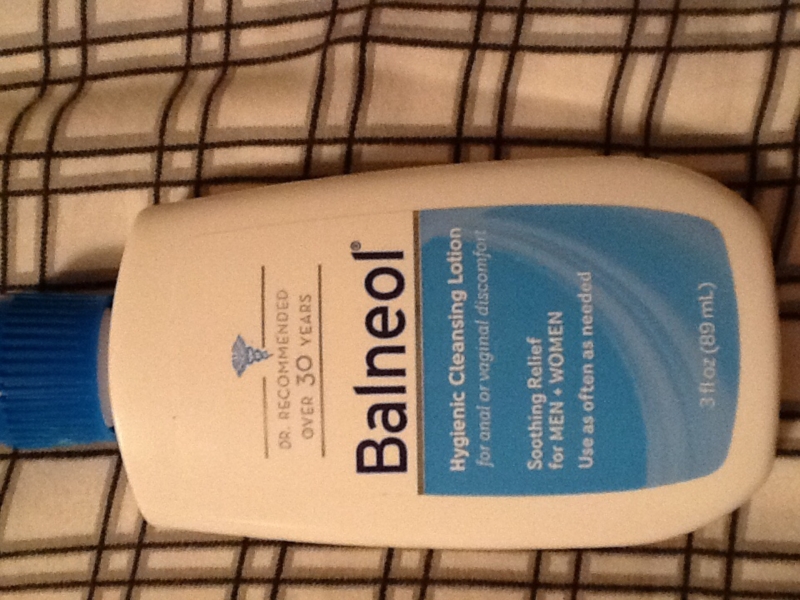 DR. RECOMMENDED
OVER 30 YEARS
Balneol®
Hygienic Cleansing Lotion
for anal or vaginal discomfort
Soothing Relief
for MEN + WOMEN
Use as often as needed
3 fl oz (89 mL)